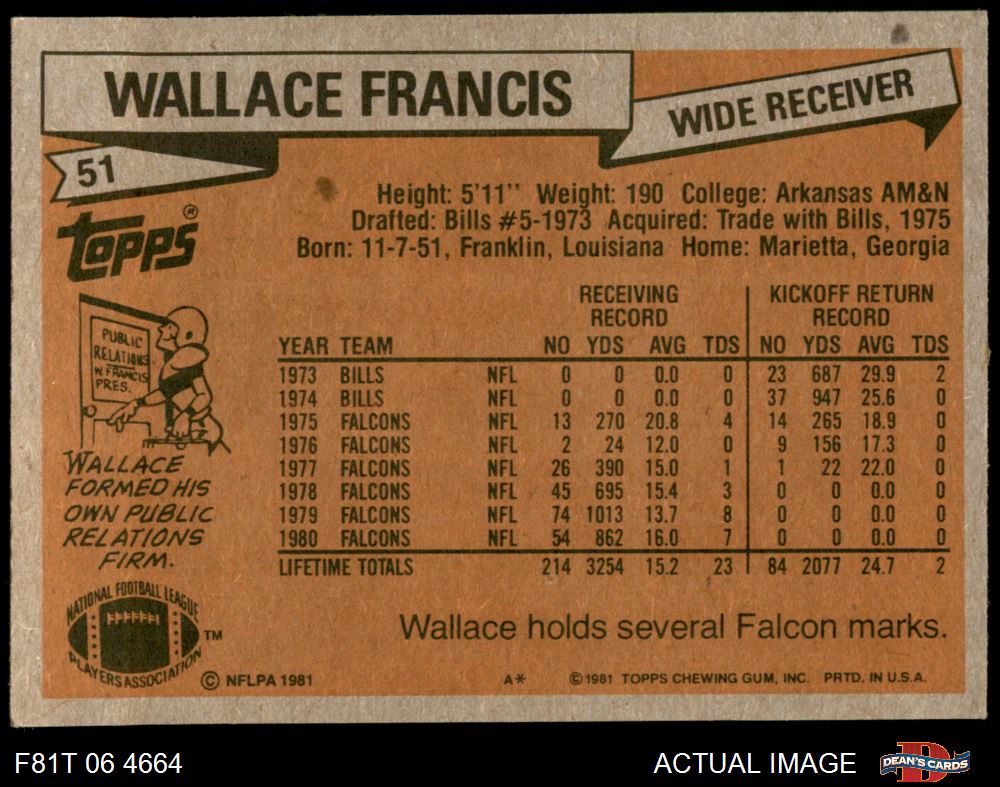 WALLACE FRANCIS
WIDE RECEIVER
51
topps®
Height: 5'11'' Weight: 190 College: Arkansas AM&N
Drafted: Bills #5-1973 Acquired: Trade with Bills, 1975
Born: 11-7-51, Franklin, Louisiana Home: Marietta, Georgia
PUBLIC
RELATIONS
W. FRANCIS
PRES.
WALLACE
FORMED HIS
OWN PUBLIC
RELATIONS
FIRM.
RECEIVING KICKOFF RETURN
RECORD RECORD
YEAR TEAM NO YDS AVG TDS NO YDS AVG TDS
1973 BILLS NFL 0 0 0.0 0 23 687 29.9 2
1974 BILLS NFL 0 0 0.0 0 37 947 25.6 0
1975 FALCONS NFL 13 270 20.8 4 14 265 18.9 0
1976 FALCONS NFL 2 24 12.0 0 9 156 17.3 0
1977 FALCONS NFL 26 390 15.0 1 1 22 22.0 0
1978 FALCONS NFL 45 695 15.4 3 0 0 0.0 0
1979 FALCONS NFL 74 1013 13.7 8 0 0 0.0 0
1980 FALCONS NFL 54 862 16.0 7 0 0 0.0 0
LIFETIME TOTALS 214 3254 15.2 23 84 2077 24.7 2
Wallace holds several Falcon marks.
NATIONAL FOOTBALL LEAGUE
PLAYERS ASSOCIATION
TM
© NFLPA 1981 A* © 1981 TOPPS CHEWING GUM, INC. PRTD. IN U.S.A.
F81T 06 4664 ACTUAL IMAGE
D
DEAN'S CARDS